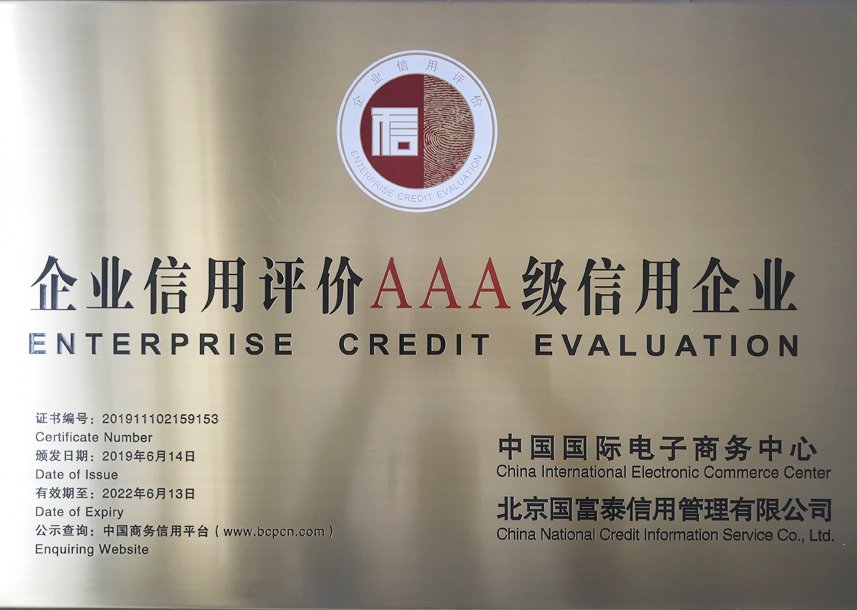 企业信用评价
信
ENTERPRISE CREDIT EVALUATION
企业信用评价AAA级信用企业
ENTERPRISE CREDIT EVALUATION
证书编号：201911102159153
Certificate Number
颁发日期：2019年6月14日
Date of Issue
有效期至：2022年6月13日
Date of Expiry
公示查询：中国商务信用平台（www.bcpcn.com）
Enquiring Website
中国国际电子商务中心
China International Electronic Commerce Center
北京国富泰信用管理有限公司
China National Credit Information Service Co., Ltd.